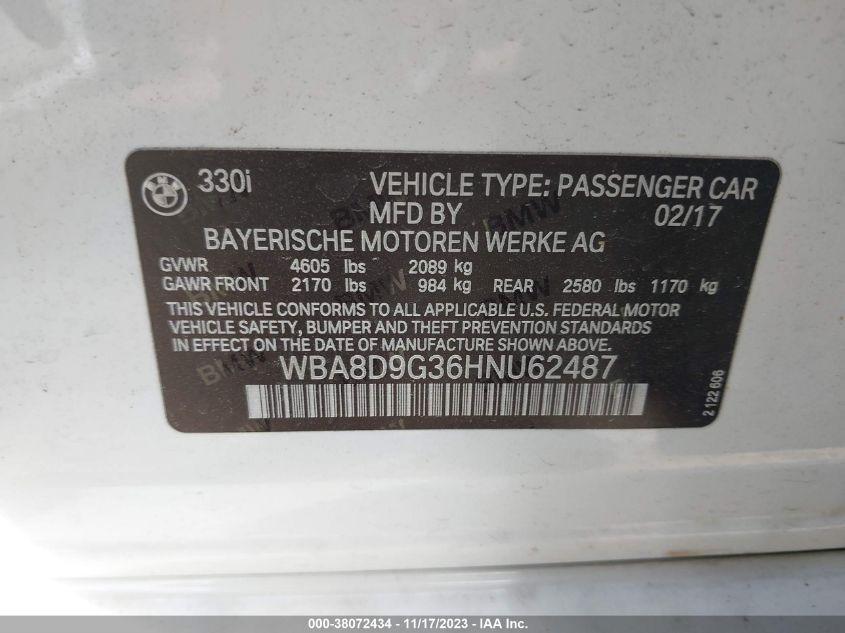 330i VEHICLE TYPE: PASSENGER CAR
MFD BY 02/17
BAYERISCHE MOTOREN WERKE AG
GVWR 4605 lbs 2089 kg
GAWR FRONT 2170 lbs 984 kg REAR 2580 lbs 1170 kg
THIS VEHICLE CONFORMS TO ALL APPLICABLE U.S. FEDERAL MOTOR
VEHICLE SAFETY, BUMPER AND THEFT PREVENTION STANDARDS
IN EFFECT ON THE DATE OF MANUFACTURE SHOWN ABOVE.
WBA8D9G36HNU62487
2 122 606
000-38072434 - 11/17/2023 - IAAI.COM